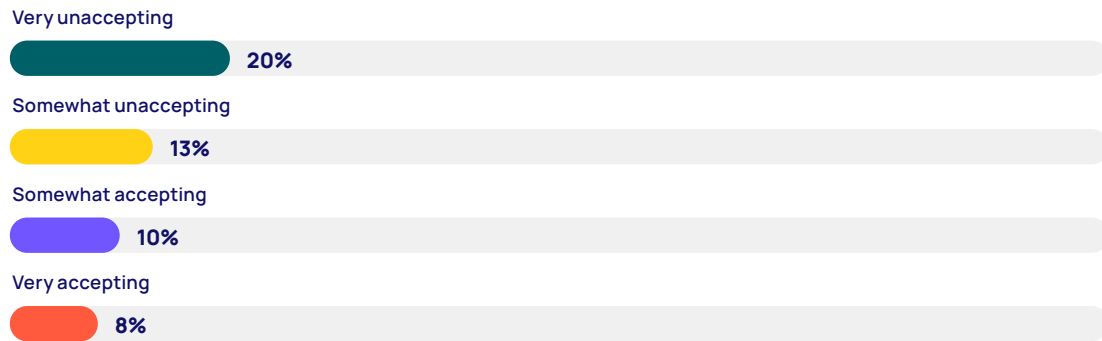 Very unaccepting
20%
Somewhat unaccepting
13%
Somewhat accepting
10%
Very accepting
8%